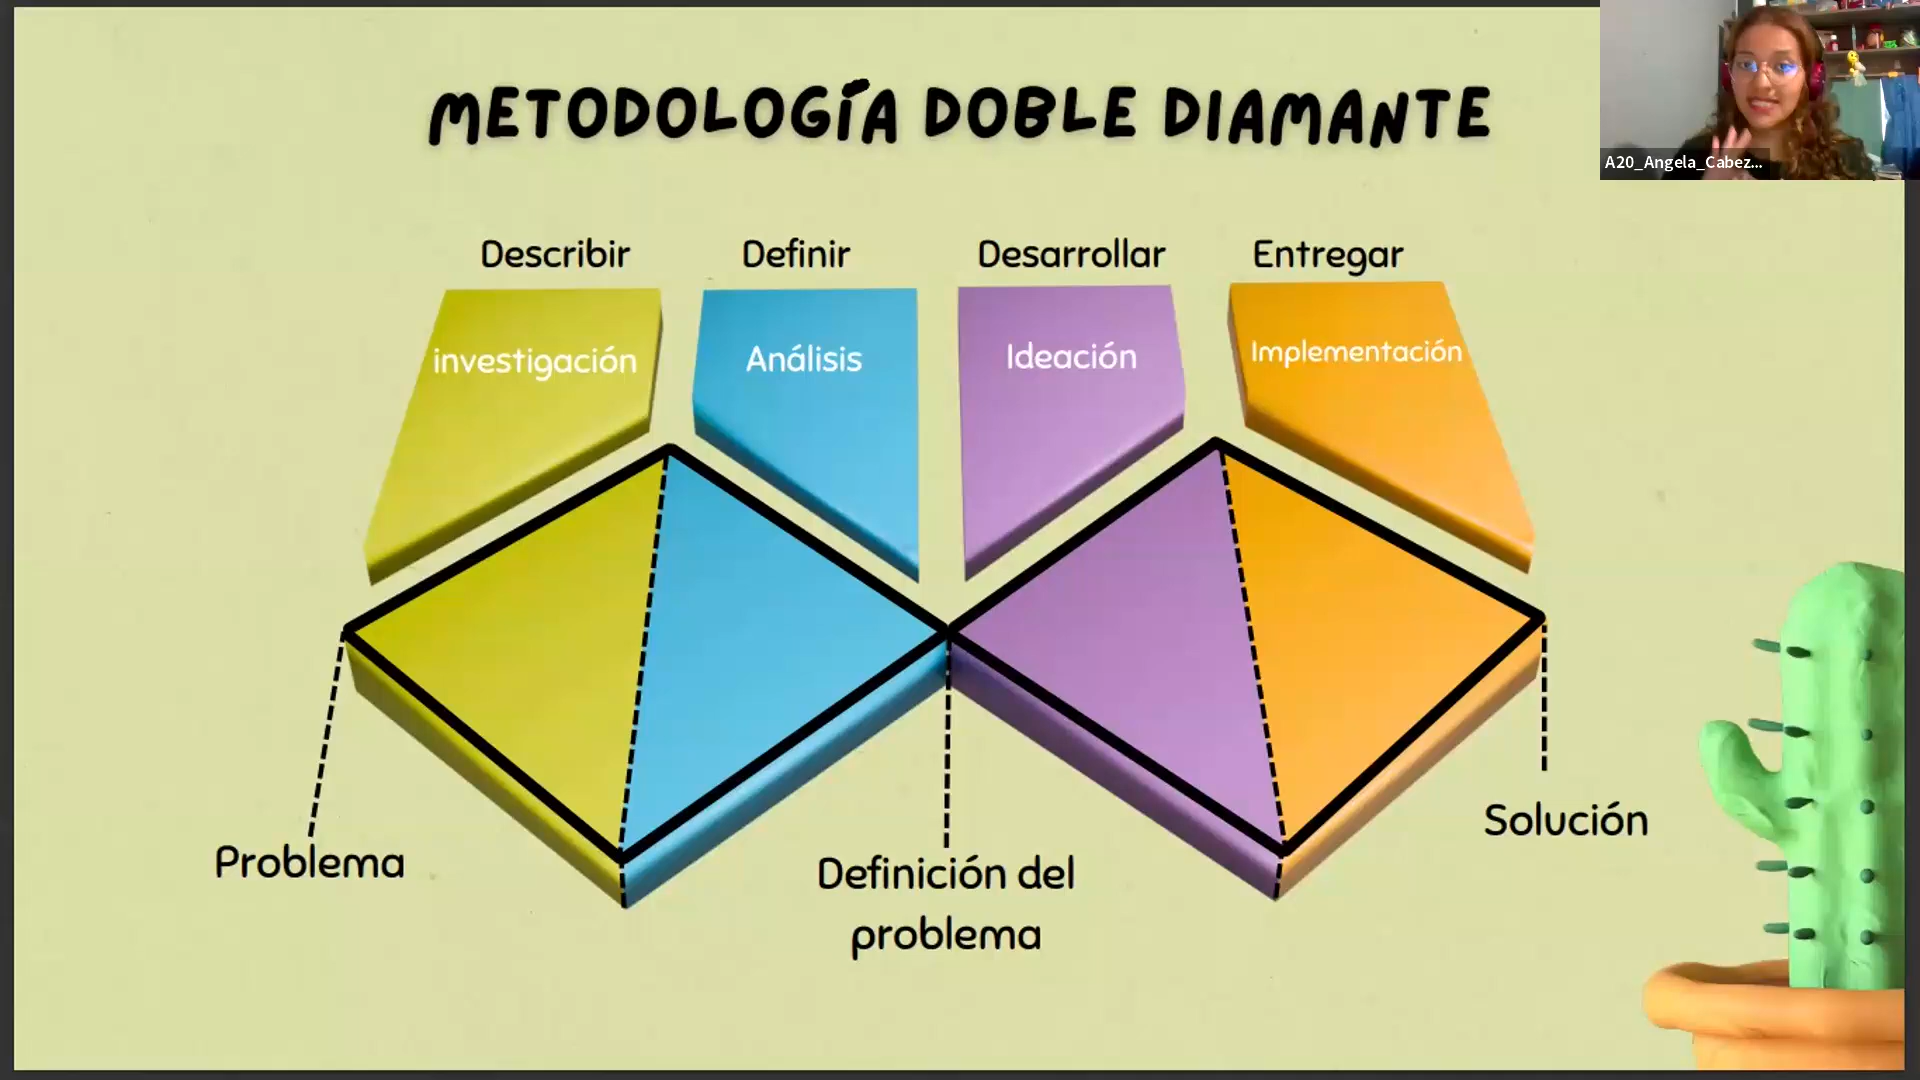 METODOLOGÍA DOBLE DIAMANTE
A20_Angela_Cabez...
Describir
Definir
Desarrollar
Entregar
investigación
Análisis
Ideación
Implementación
Problema
Definición del
problema
Solución